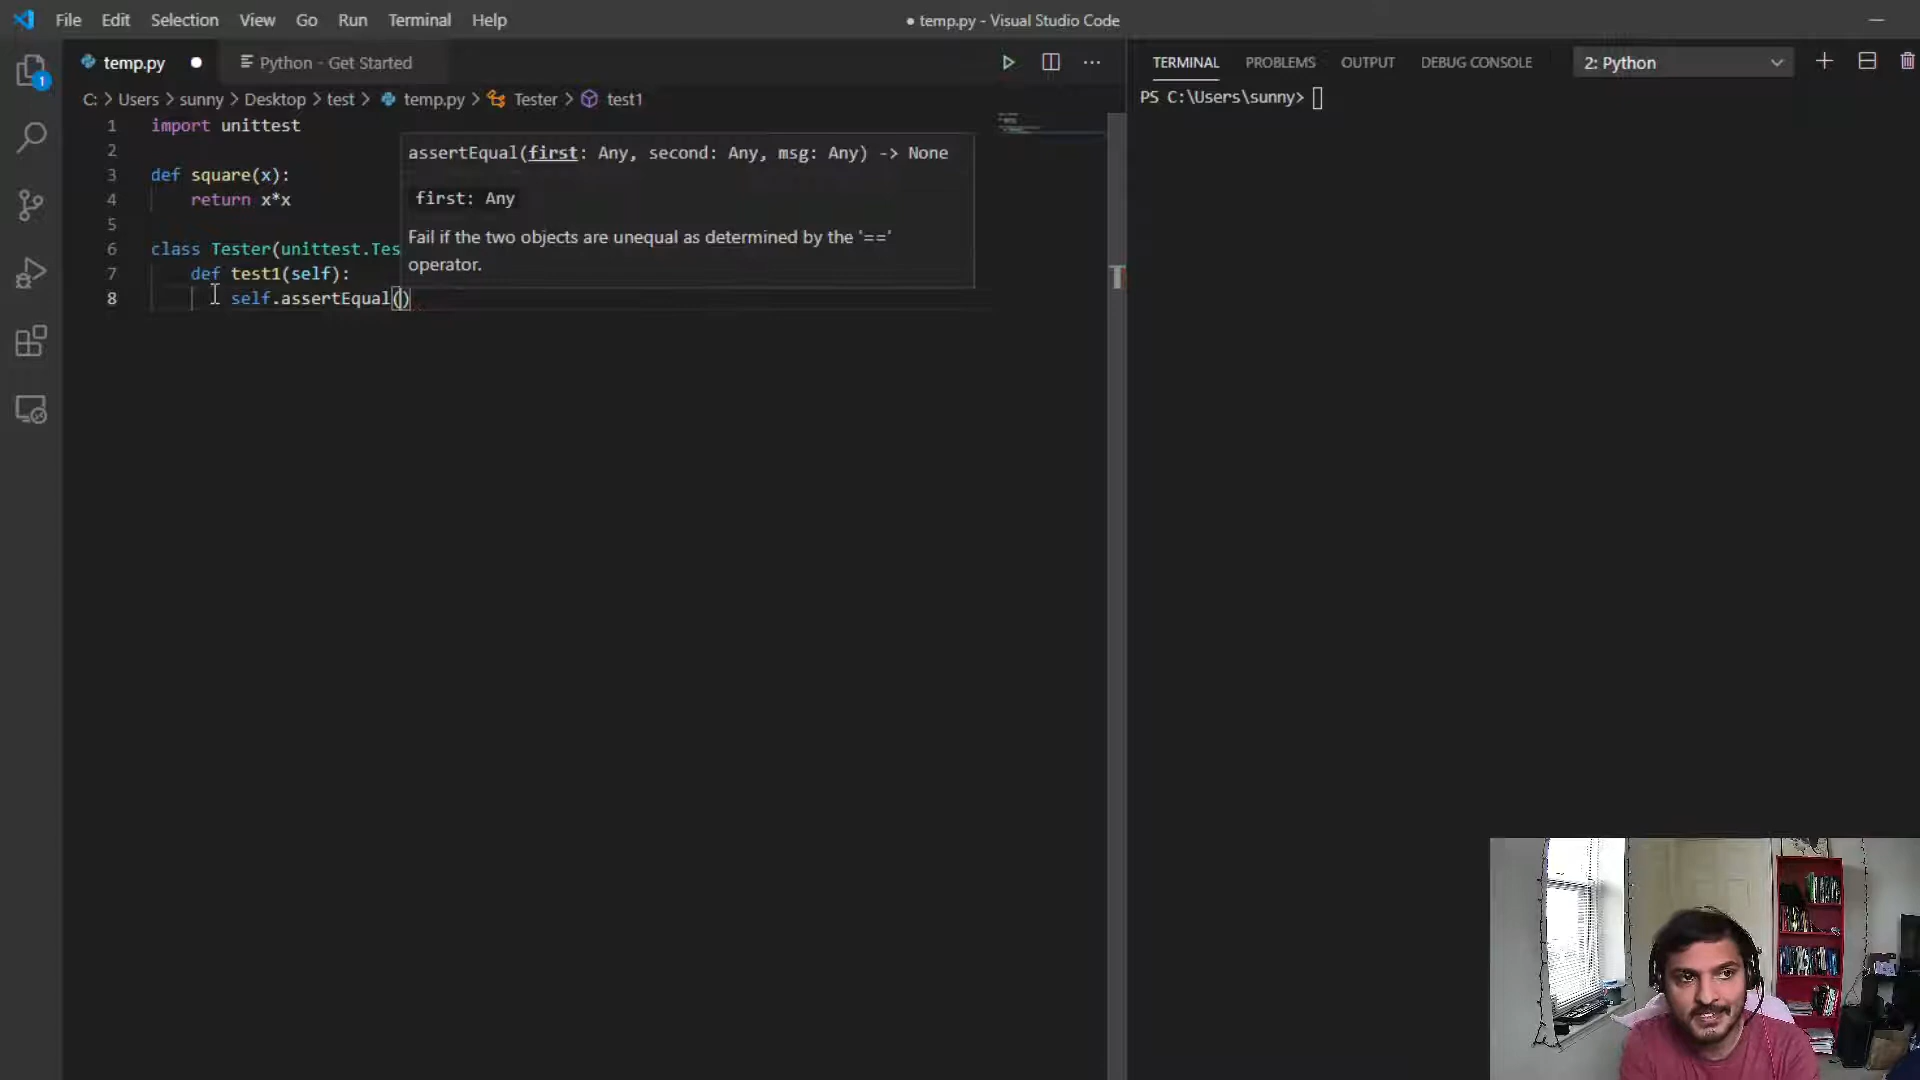 File Edit Selection View Go Run Terminal Help
● temp.py - Visual Studio Code
1
temp.py
Python - Get Started
C: > Users > sunny > Desktop > test > temp.py > Tester > test1
1 import unittest
2
3 def square(x):
4 return x*x
5
6 class Tester(unittest.Tes
7 def test1(self):
8 self.assertEqual()
assertEqual(first: Any, second: Any, msg: Any) -> None
first: Any
Fail if the two objects are unequal as determined by the '=='
operator.
TERMINAL PROBLEMS OUTPUT DEBUG CONSOLE
2: Python
PS C:\Users\sunny>